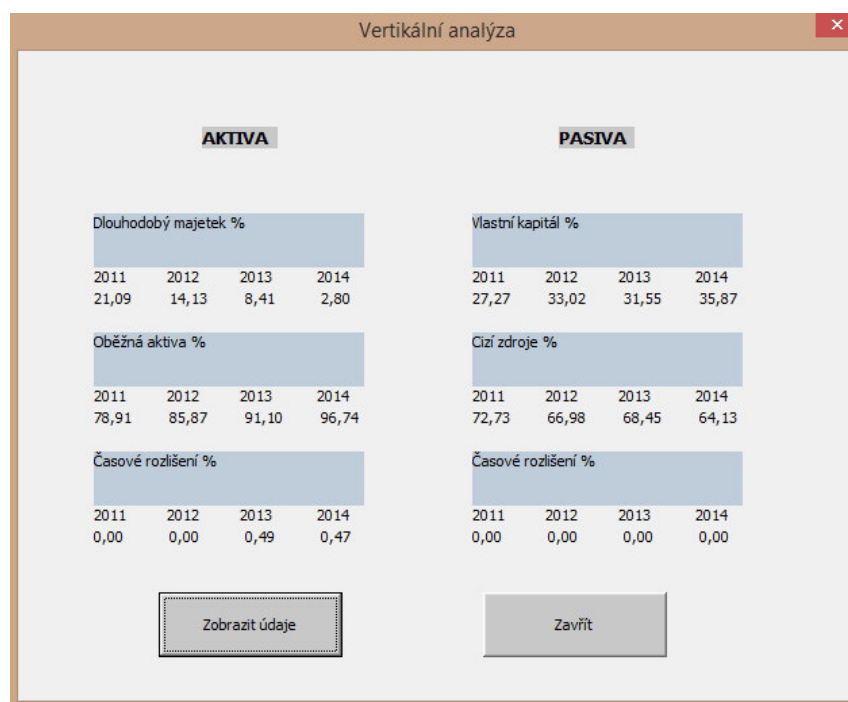 Vertikální analýza
AKTIVA
PASIVA
Dlouhodobý majetek %
2011 2012 2013 2014
21,09 14,13 8,41 2,80
Vlastní kapitál %
2011 2012 2013 2014
27,27 33,02 31,55 35,87
Oběžná aktiva %
2011 2012 2013 2014
78,91 85,87 91,10 96,74
Cizí zdroje %
2011 2012 2013 2014
72,73 66,98 68,45 64,13
Časové rozlišení %
2011 2012 2013 2014
0,00 0,00 0,49 0,47
Časové rozlišení %
2011 2012 2013 2014
0,00 0,00 0,00 0,00
Zobrazit údaje
Zavřít